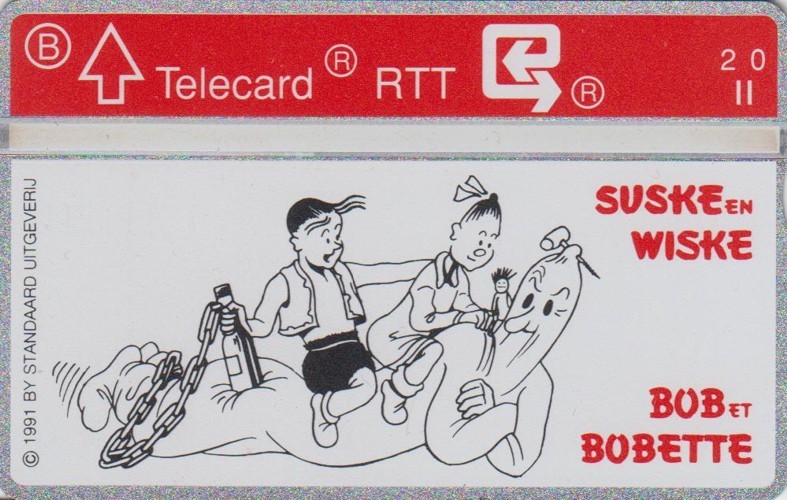 B Telecard ® RTT ® 20
II
© 1991 BY STANDAARD UITGEVERIJ
SUSKE EN
WISKE
BOB ET
BOBETTE